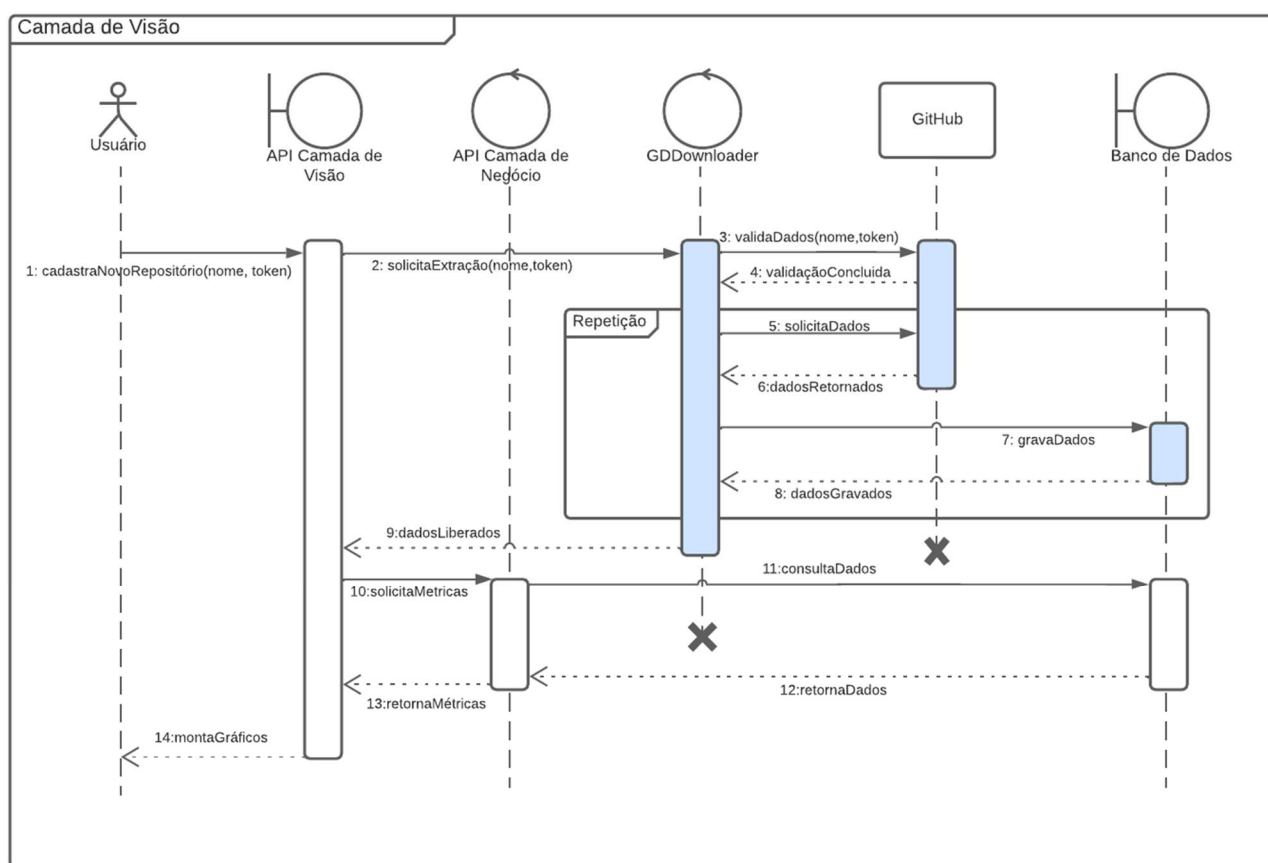 Camada de Visão
Usuário
API Camada de
Visão
API Camada de
Negócio
GDDownloader
GitHub
Banco de Dados
1: cadastraNovoRepositório(nome, token)
2: solicitaExtração(nome,token)
3: validaDados(nome,token)
4: validaçãoConcluida
Repetição
5: solicitaDados
6:dadosRetornados
7: gravaDados
8: dadosGravados
9:dadosLiberados
10:solicitaMetricas
11:consultaDados
12:retornaDados
13:retornaMétricas
14:montaGráficos